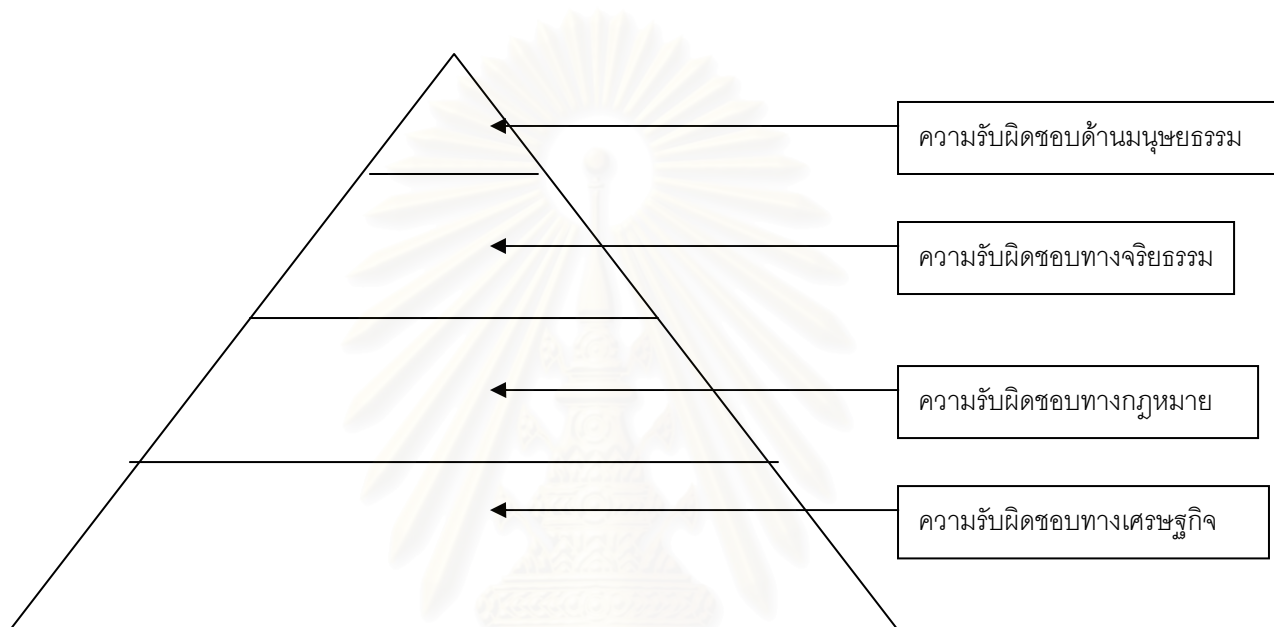 ความรับผิดชอบด้านมนุษยธรรม
ความรับผิดชอบทางจริยธรรม
ความรับผิดชอบทางกฎหมาย
ความรับผิดชอบทางเศรษฐกิจ